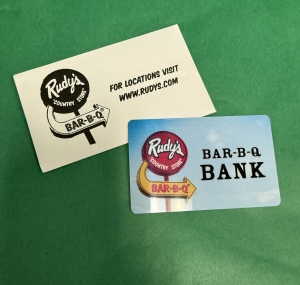 Rudy's
"COUNTRY STORE"
BAR-B-Q
FOR LOCATIONS VISIT
WWW.RUDYS.COM
Rudy's
"COUNTRY STORE"
BAR-B-Q
BAR-B-Q
BANK